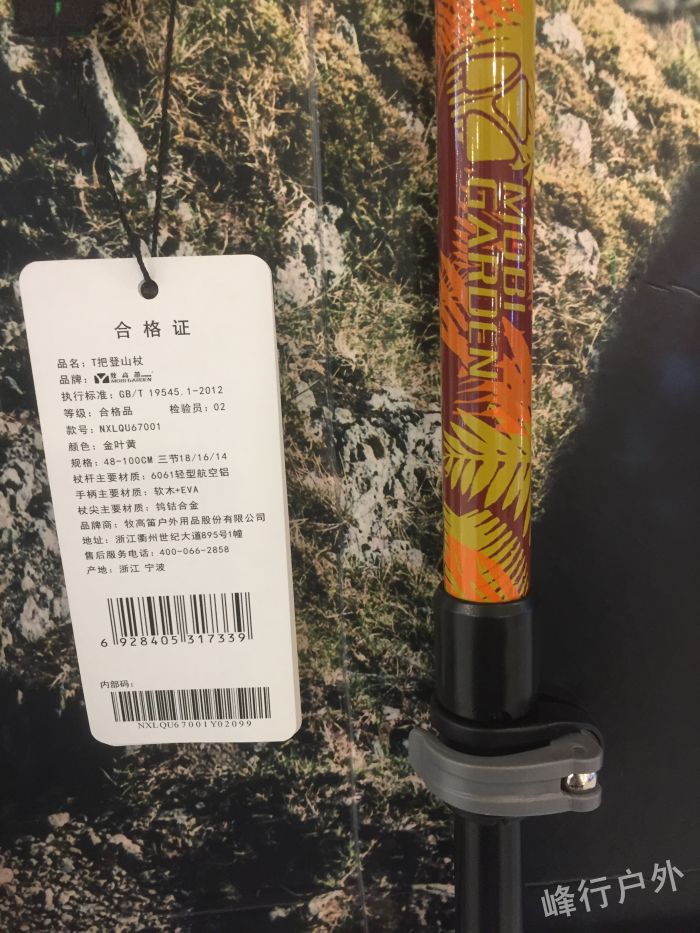 合格证
品名：T把登山杖
品牌：牧高笛 MOBI GARDEN
执行标准：GB/T 19545.1-2012
等级：合格品 检验员：02
款号：NXLQU67001
颜色：金叶黄
规格：48-100CM 三节18/16/14
杖杆主要材质：6061轻型航空铝
手柄主要材质：软木+EVA
杖尖主要材质：钨钴合金
品牌商：牧高笛户外用品股份有限公司
地址：浙江衢州世纪大道895号1幢
售后服务电话：400-066-2858
产地：浙江 宁波
6 928405 317339
内部码：
NXLQU67001Y02099
MOBI
GARDEN
峰行户外